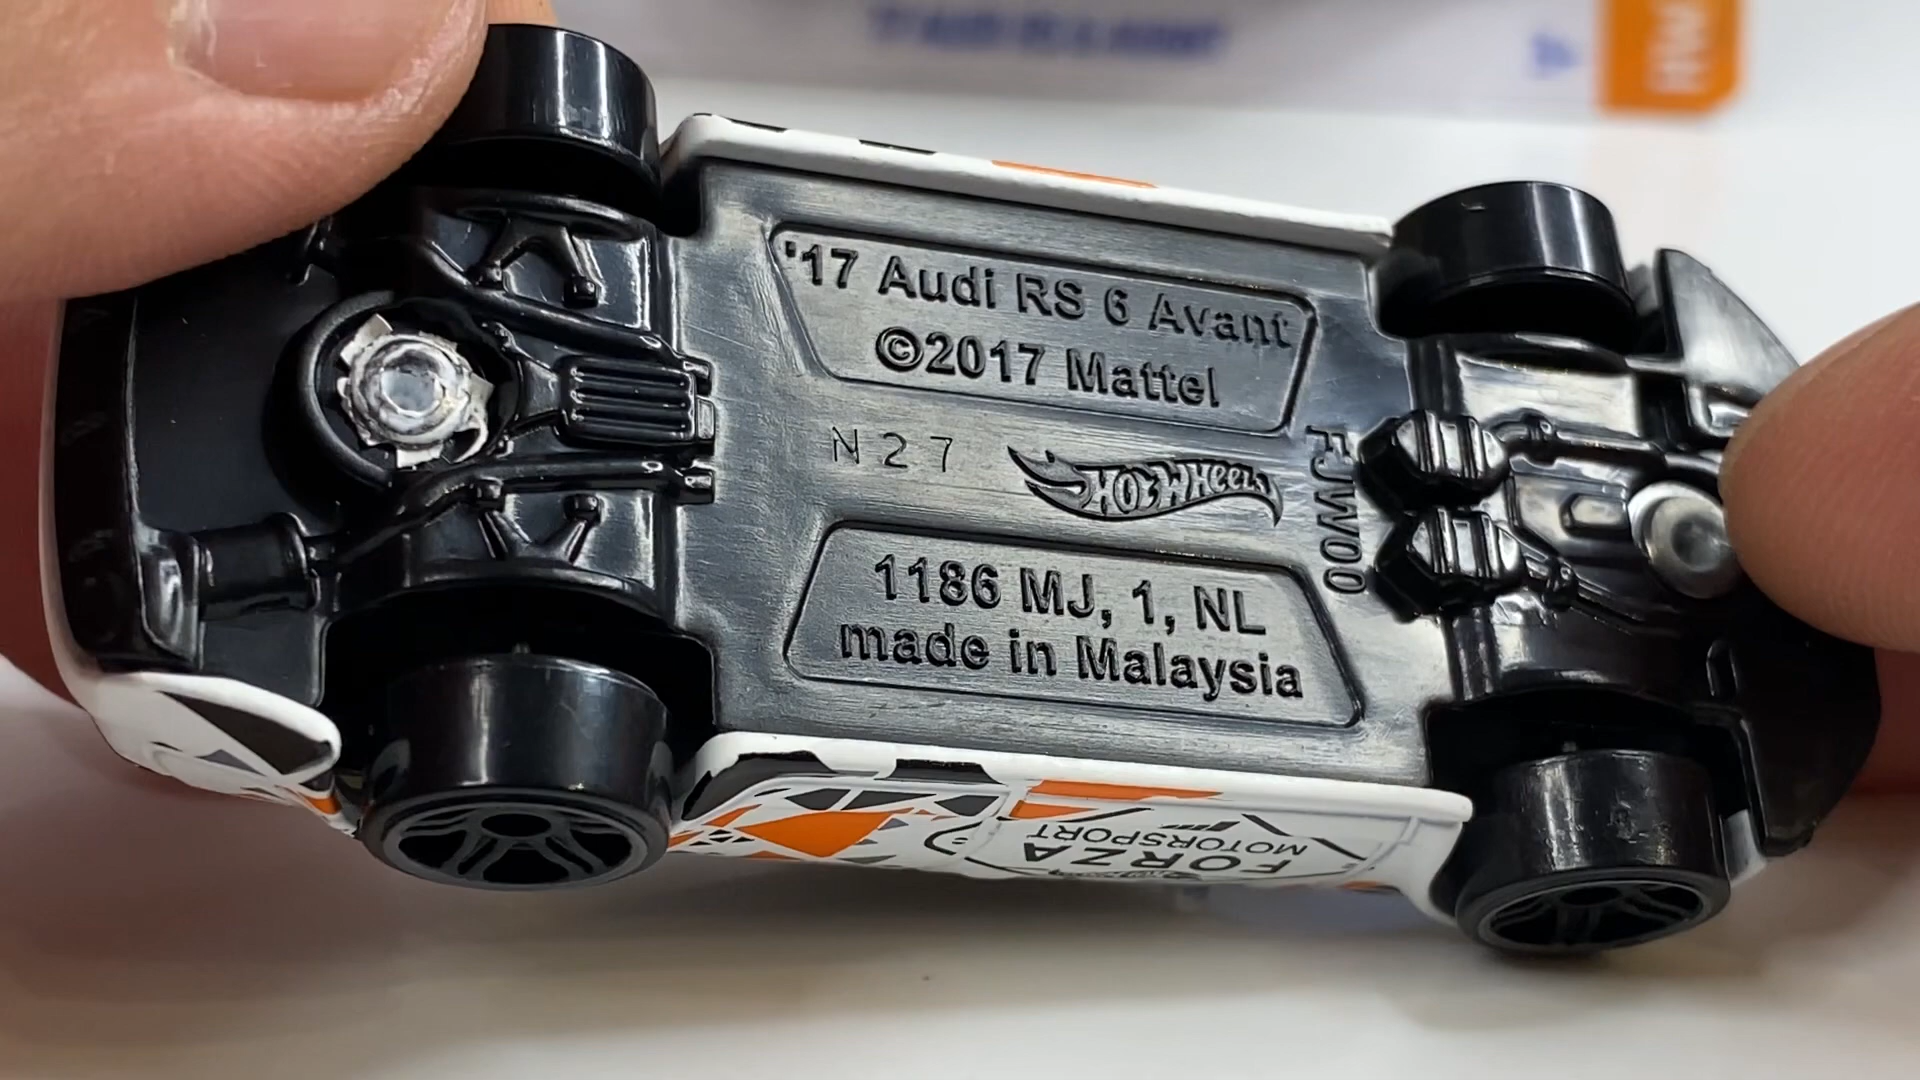 '17 Audi RS 6 Avant
©2017 Mattel
N27
HOT WHEELS
FJW00
1186 MJ, 1, NL
made in Malaysia
FORZA
MOTORSPORT
HW